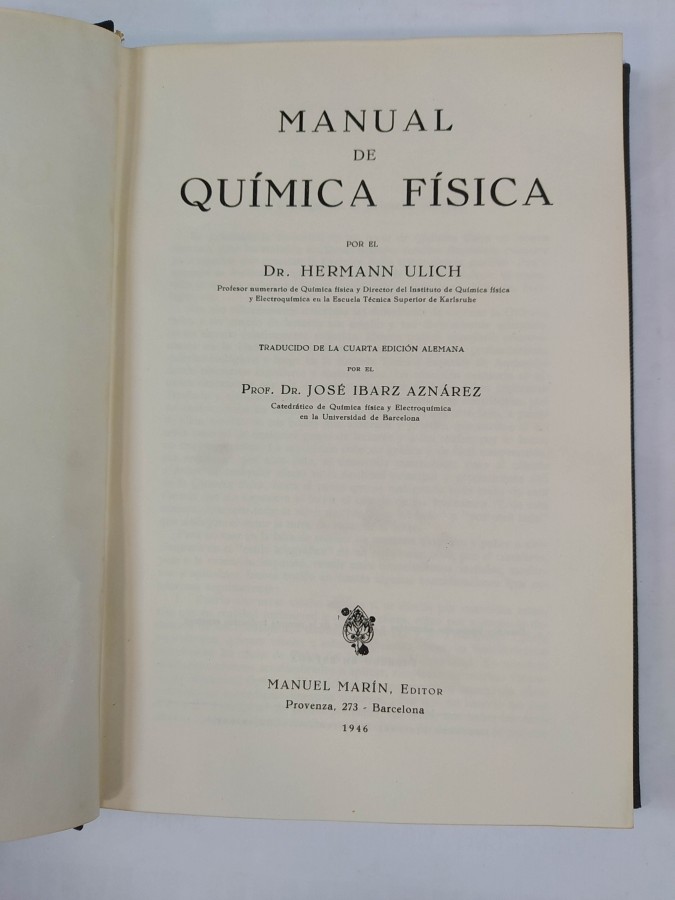 MANUAL
DE
QUÍMICA FÍSICA
POR EL
DR. HERMANN ULICH
Profesor numerario de Química física y Director del Instituto de Química física
y Electroquímica en la Escuela Técnica Superior de Karlsruhe
TRADUCIDO DE LA CUARTA EDICIÓN ALEMANA
POR EL
PROF. DR. JOSÉ IBARZ AZNÁREZ
Catedrático de Química física y Electroquímica
en la Universidad de Barcelona
MANUEL MARÍN, EDITOR
Provenza, 273 - Barcelona
1946